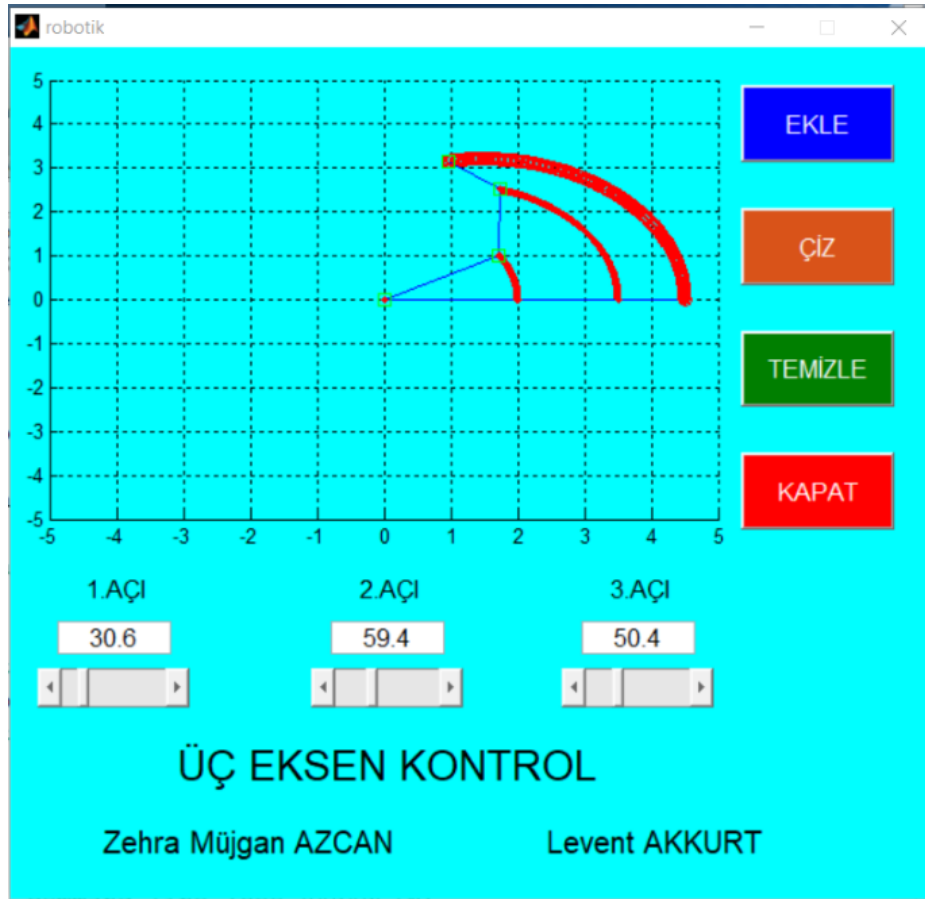 robotik
5
4
3
2
1
0
-1
-2
-3
-4
-5
-5 -4 -3 -2 -1 0 1 2 3 4 5
EKLE
ÇİZ
TEMİZLE
KAPAT
1.AÇI 2.AÇI 3.AÇI
30.6 59.4 50.4
ÜÇ EKSEN KONTROL
Zehra Müjgan AZCAN Levent AKKURT